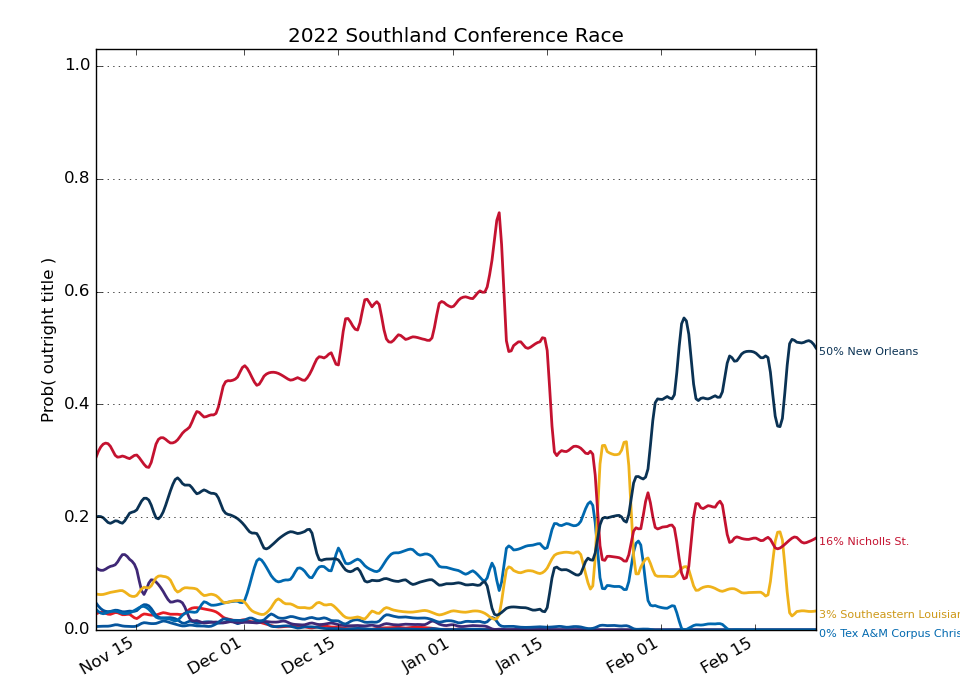 2022 Southland Conference Race
Prob( outright title )
1.0
0.8
0.6
0.4
0.2
0.0
Nov 15
Dec 01
Dec 15
Jan 01
Jan 15
Feb 01
Feb 15
50% New Orleans
16% Nicholls St.
3% Southeastern Louisian
0% Tex A&M Corpus Chris